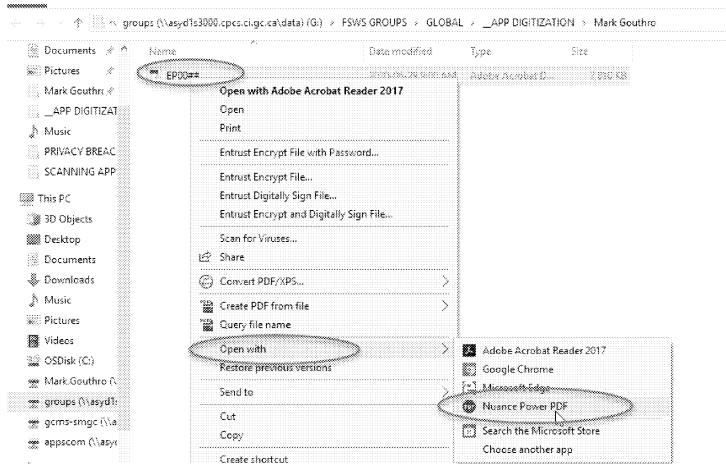 groups (\\asyd1s3000.cpcs.ci.gc.ca\data) (G:) > FSWS GROUPS > GLOBAL > __APP DIGITIZATION > Mark Gouthro
Name Date modified Type Size
Documents
Pictures
Mark Gouthro
__APP DIGITIZAT
Music
PRIVACY BREAC
SCANNING APP
This PC
3D Objects
Desktop
Documents
Downloads
Music
Pictures
Videos
OSDisk (C:)
Mark.Gouthro (\
groups (\\asyd1s
gcms-smgc (\\a
appscom (\\asyd
EP00## Adobe Acrobat D...
Open with Adobe Acrobat Reader 2017
Open
Print
Entrust Encrypt File with Password...
Entrust Encrypt File...
Entrust Digitally Sign File...
Entrust Encrypt and Digitally Sign File...
Scan for Viruses...
Share
Convert PDF/XPS...
Create PDF from file
Query file name
Open with
Restore previous versions
Send to
Cut
Copy
Create shortcut
Adobe Acrobat Reader 2017
Google Chrome
Microsoft Edge
Nuance Power PDF
Search the Microsoft Store
Choose another app